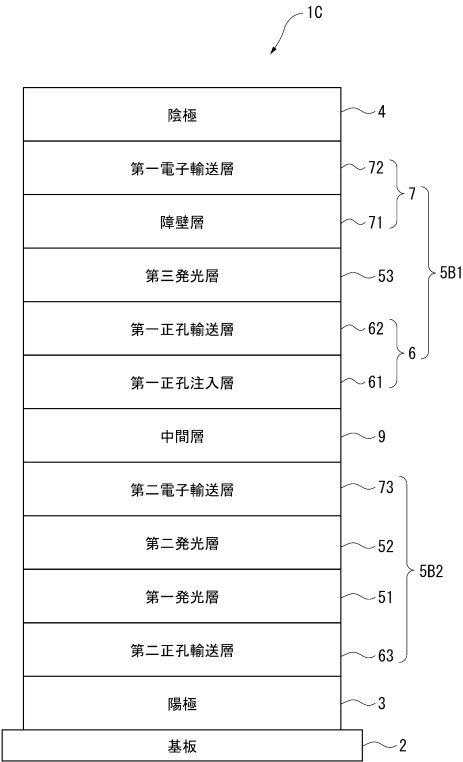 1C
陰極 4
第一電子輸送層 72
7
障壁層 71
5B1
第三発光層 53
第一正孔輸送層 62
6
第一正孔注入層 61
中間層 9
第二電子輸送層 73
第二発光層 52
5B2
第一発光層 51
第二正孔輸送層 63
陽極 3
基板 2